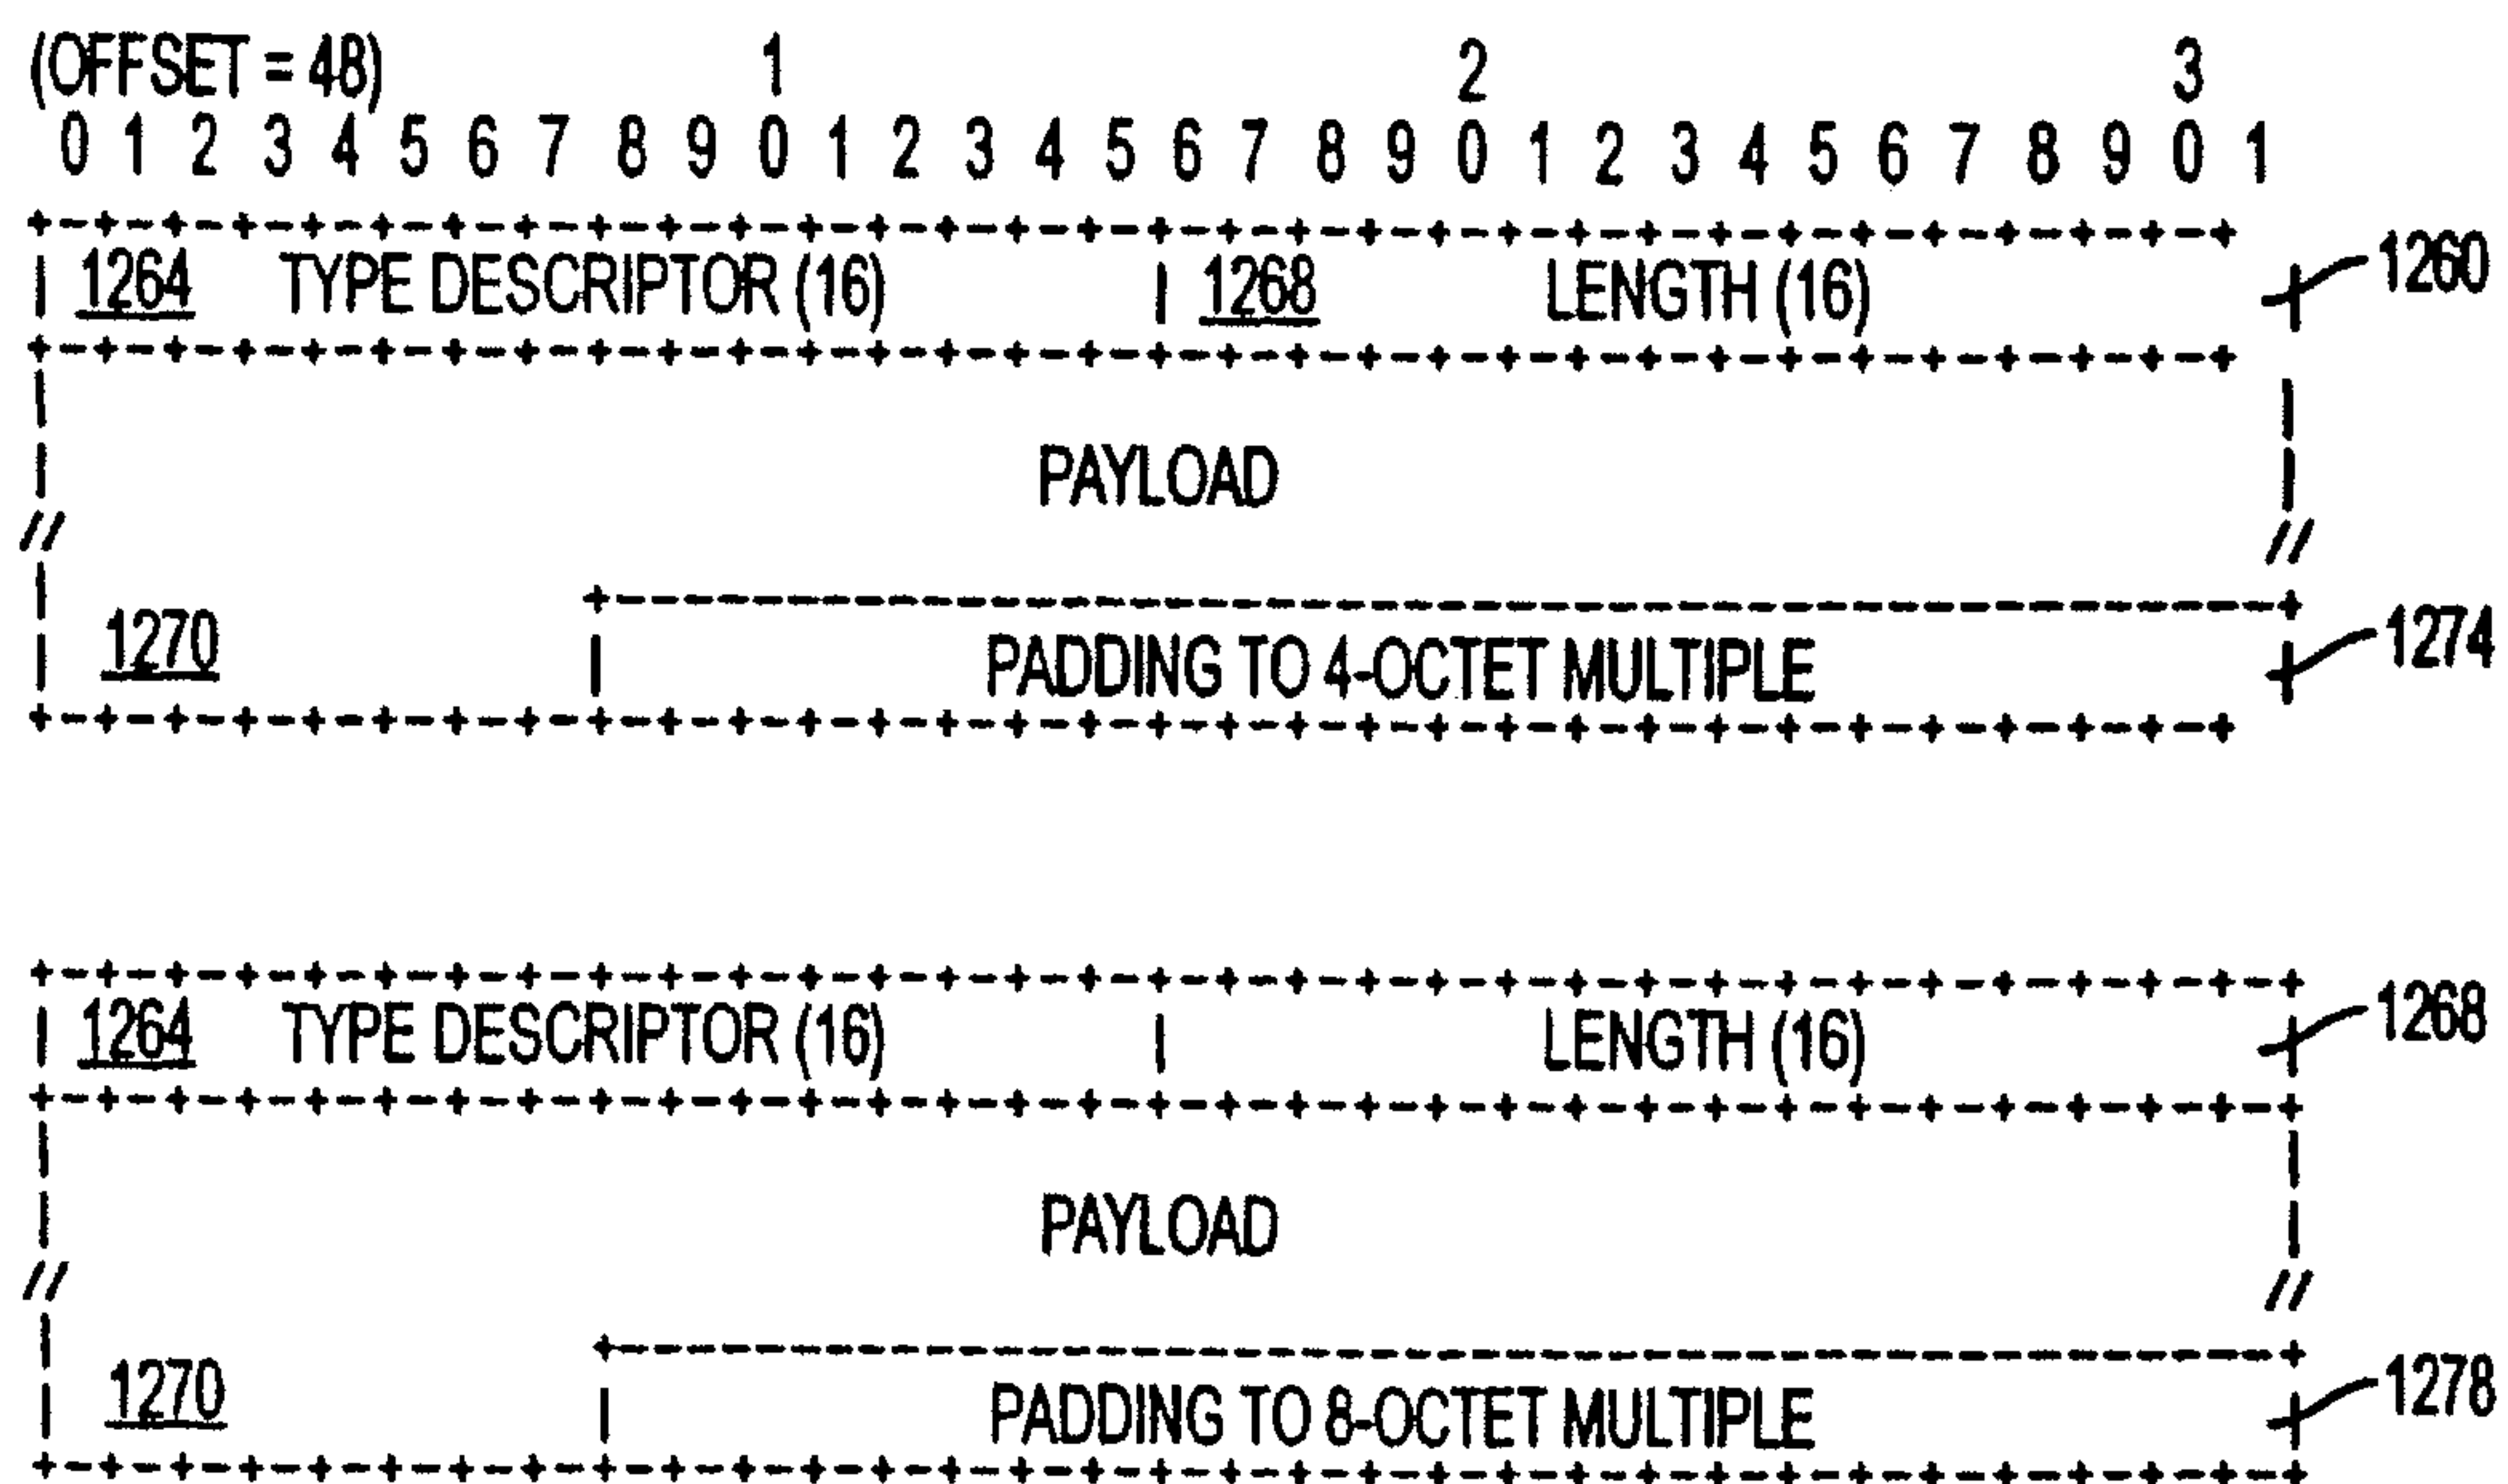 (OFFSET = 48) 1 2 3
0 1 2 3 4 5 6 7 8 9 0 1 2 3 4 5 6 7 8 9 0 1 2 3 4 5 6 7 8 9 0 1
1264 TYPE DESCRIPTOR (16) | 1268 LENGTH (16) 1260
PAYLOAD
// //
1270 | PADDING TO 4-OCTET MULTIPLE 1274
1264 TYPE DESCRIPTOR (16) | LENGTH (16) 1268
PAYLOAD
// //
1270 | PADDING TO 8-OCTET MULTIPLE 1278